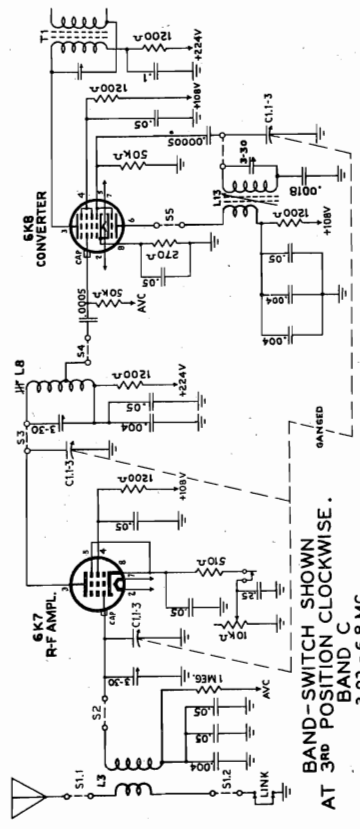 T1
1200Ω
+224V
.1
6K8
CONVERTER
CAP
1200Ω
+108V
.05
50KΩ
.00005
C1.1-3
.0005
50KΩ
AVC
270Ω
.05
S5
L13
3-30
.0018
1200Ω
+108V
.05
.004
.004
S4
L8
S3
3-30
1200Ω
+224V
.05
.004
C1.1-3
GANGED
6K7
R-F AMPL.
CAP
1200Ω
+108V
.05
510Ω
.05
.25
10KΩ
C1.1-3
3-30
S2
1 MEG.
AVC
.05
.05
.004
L3
S1.1
S1.2
LINK
BAND-SWITCH SHOWN
AT 3RD POSITION CLOCKWISE.
BAND C